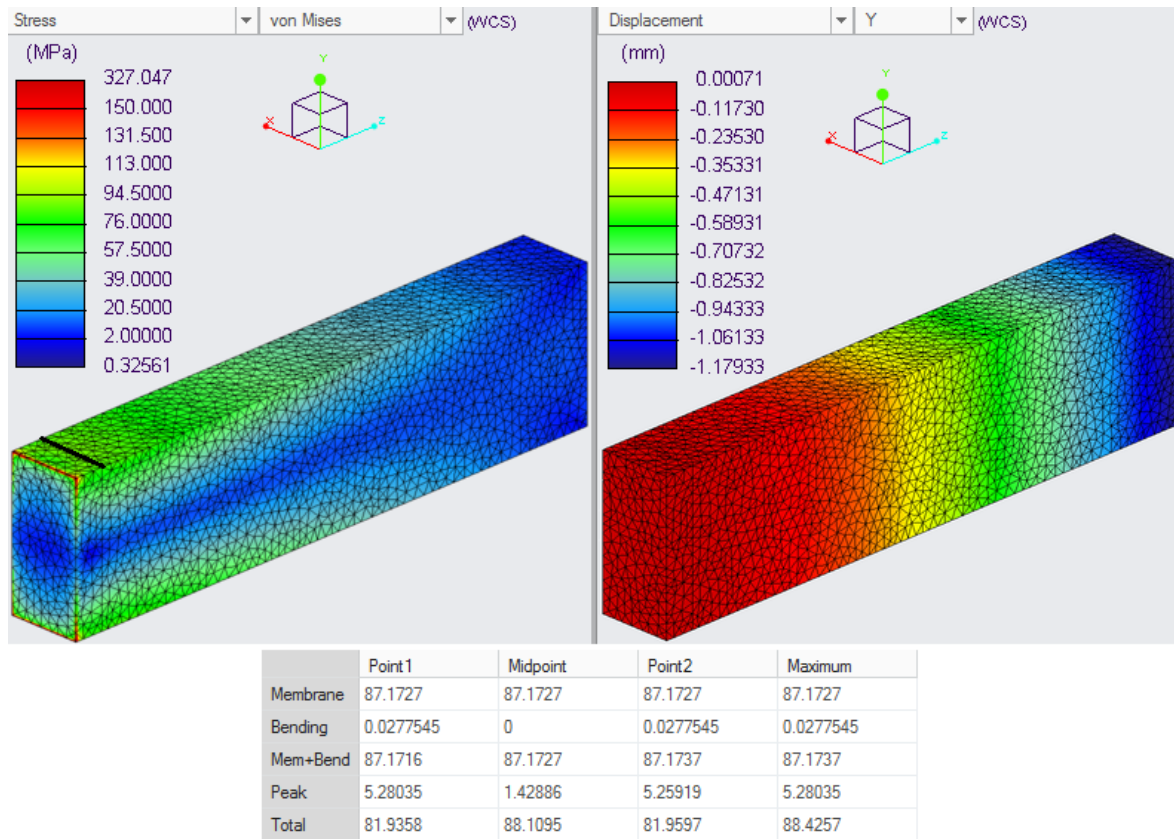 Stress von Mises (WCS)
(MPa)
327.047
150.000
131.500
113.000
94.5000
76.0000
57.5000
39.0000
20.5000
2.00000
0.32561
Y
X
Z
Displacement Y (WCS)
(mm)
0.00071
-0.11730
-0.23530
-0.35331
-0.47131
-0.58931
-0.70732
-0.82532
-0.94333
-1.06133
-1.17933
Y
X
Z
Point1 Midpoint Point2 Maximum
Membrane 87.1727 87.1727 87.1727 87.1727
Bending 0.0277545 0 0.0277545 0.0277545
Mem+Bend 87.1716 87.1727 87.1737 87.1737
Peak 5.28035 1.42886 5.25919 5.28035
Total 81.9358 88.1095 81.9597 88.4257